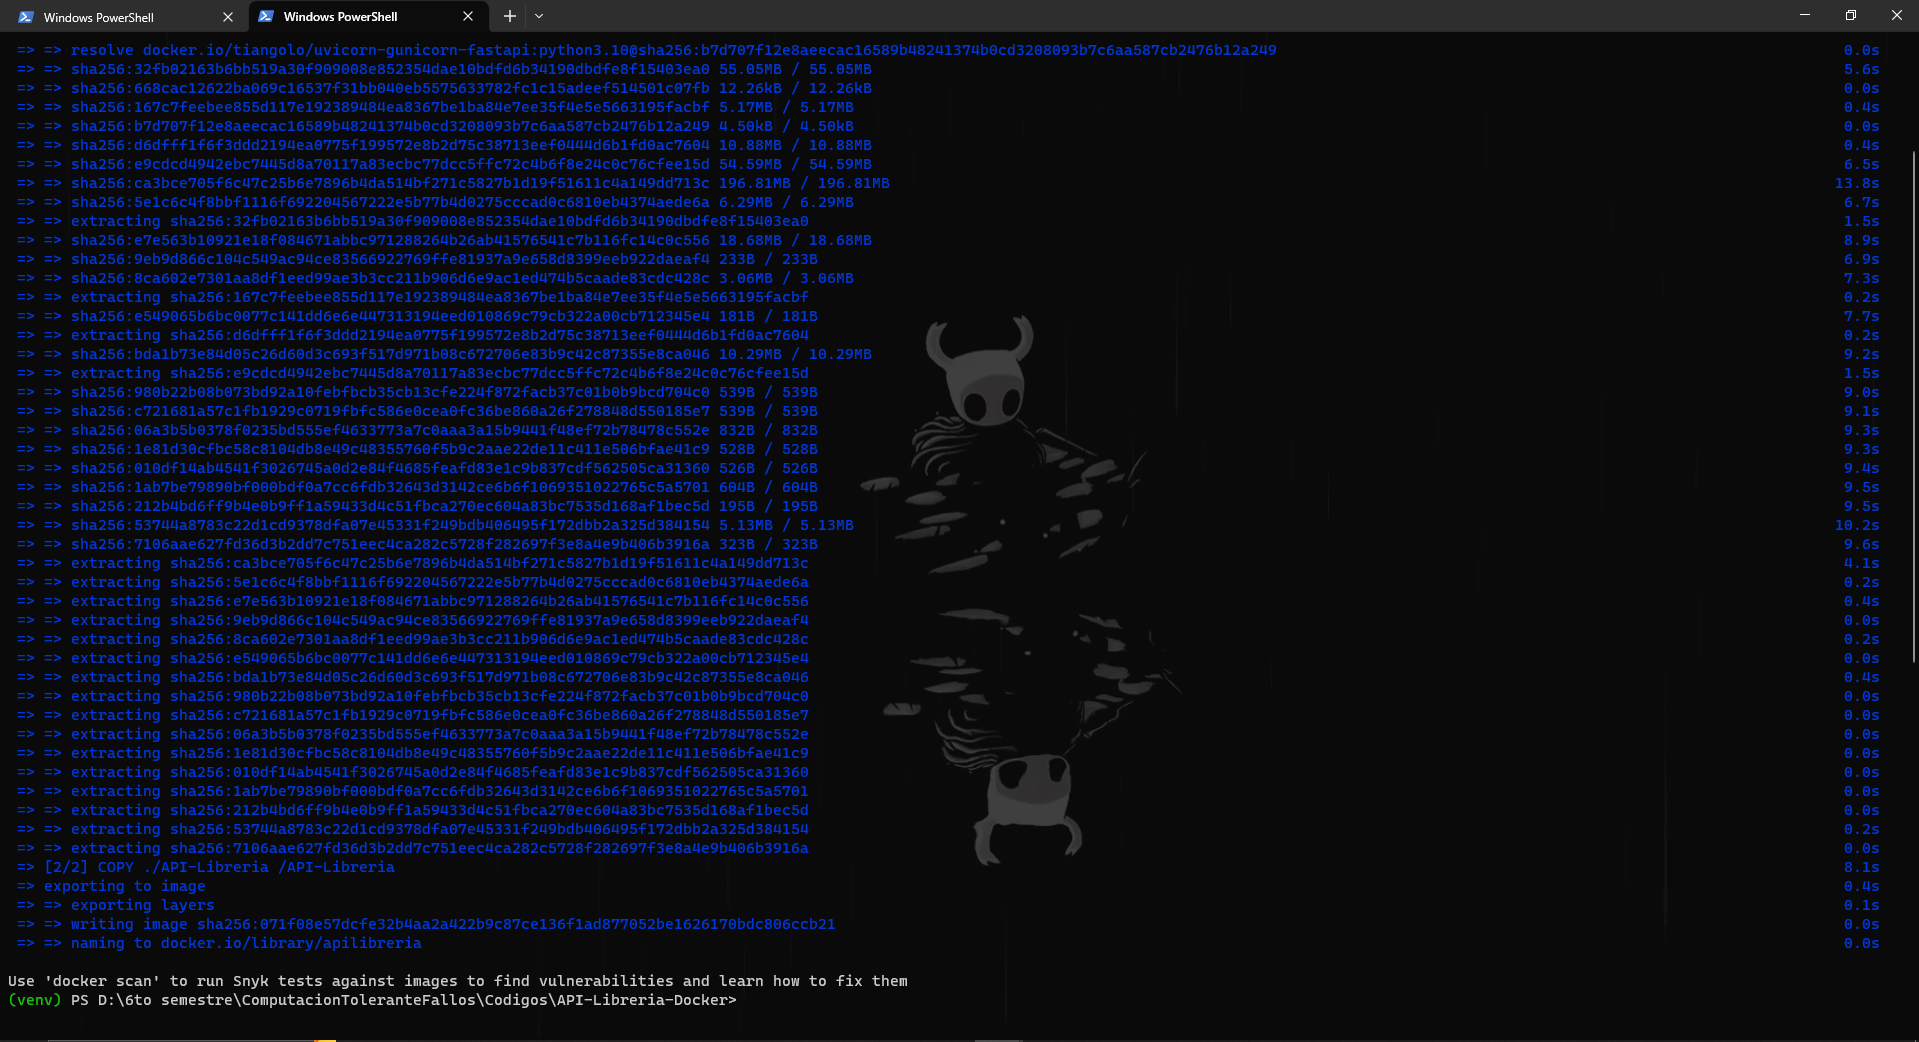 Windows PowerShell
Windows PowerShell
=> => resolve docker.io/tiangolo/uvicorn-gunicorn-fastapi:python3.10@sha256:b7d707f12e8aeecac16589b48241374b0cd3208093b7c6aa587cb2476b12a249 0.0s
=> => sha256:32fb02163b6bb519a30f909008e852354dae10bdfd6b34190dbdfe8f15403ea0 55.05MB / 55.05MB 5.6s
=> => sha256:668cac12622ba069c16537f31bb040eb5575633782fc1c15adeef514501c07fb 12.26kB / 12.26kB 0.0s
=> => sha256:167c7feebee855d117e192389484ea8367be1ba84e7ee35f4e5e5663195facbf 5.17MB / 5.17MB 0.4s
=> => sha256:b7d707f12e8aeecac16589b48241374b0cd3208093b7c6aa587cb2476b12a249 4.50kB / 4.50kB 0.0s
=> => sha256:d6dfff1f6f3ddd2194ea0775f199572e8b2d75c38713eef0444d6b1fd0ac7604 10.88MB / 10.88MB 0.4s
=> => sha256:e9cdcd4942ebc7445d8a70117a83ecbc77dcc5ffc72c4b6f8e24c0c76cfee15d 54.59MB / 54.59MB 6.5s
=> => sha256:ca3bce705f6c47c25b6e7896b4da514bf271c5827b1d19f51611c4a149dd713c 196.81MB / 196.81MB 13.8s
=> => sha256:5e1c6c4f8bbf1116f692204567222e5b77b4d0275cccad0c6810eb4374aede6a 6.29MB / 6.29MB 6.7s
=> => extracting sha256:32fb02163b6bb519a30f909008e852354dae10bdfd6b34190dbdfe8f15403ea0 1.5s
=> => sha256:e7e563b10921e18f084671abbc971288264b26ab41576541c7b116fc14c0c556 18.68MB / 18.68MB 8.9s
=> => sha256:9eb9d866c104c549ac94ce83566922769ffe81937a9e658d8399eeb922daeaf4 233B / 233B 6.9s
=> => sha256:8ca602e7301aa8df1eed99ae3b3cc211b906d6e9ac1ed474b5caade83cdc428c 3.06MB / 3.06MB 7.3s
=> => extracting sha256:167c7feebee855d117e192389484ea8367be1ba84e7ee35f4e5e5663195facbf 0.2s
=> => sha256:e549065b6bc0077c141dd6e6e447313194eed010869c79cb322a00cb712345e4 181B / 181B 7.7s
=> => extracting sha256:d6dfff1f6f3ddd2194ea0775f199572e8b2d75c38713eef0444d6b1fd0ac7604 0.2s
=> => sha256:bda1b73e84d05c26d60d3c693f517d971b08c672706e83b9c42c87355e8ca046 10.29MB / 10.29MB 9.2s
=> => extracting sha256:e9cdcd4942ebc7445d8a70117a83ecbc77dcc5ffc72c4b6f8e24c0c76cfee15d 1.5s
=> => sha256:980b22b08b073bd92a10febfbcb35cb13cfe224f872facb37c01b0b9bcd704c0 539B / 539B 9.0s
=> => sha256:c721681a57c1fb1929c0719fbfc586e0cea0fc36be860a26f278848d550185e7 539B / 539B 9.1s
=> => sha256:06a3b5b0378f0235bd555ef4633773a7c0aaa3a15b9441f48ef72b78478c552e 832B / 832B 9.3s
=> => sha256:1e81d30cfbc58c8104db8e49c48355760f5b9c2aae22de11c411e506bfae41c9 528B / 528B 9.3s
=> => sha256:010df14ab4541f3026745a0d2e84f4685feafd83e1c9b837cdf562505ca31360 526B / 526B 9.4s
=> => sha256:1ab7be79890bf000bdf0a7cc6fdb32643d3142ce6b6f1069351022765c5a5701 604B / 604B 9.5s
=> => sha256:212b4bd6ff9b4e0b9ff1a59433d4c51fbca270ec604a83bc7535d168af1bec5d 195B / 195B 9.5s
=> => sha256:53744a8783c22d1cd9378dfa07e45331f249bdb406495f172dbb2a325d384154 5.13MB / 5.13MB 10.2s
=> => sha256:7106aae627fd36d3b2dd7c751eec4ca282c5728f282697f3e8a4e9b406b3916a 323B / 323B 9.6s
=> => extracting sha256:ca3bce705f6c47c25b6e7896b4da514bf271c5827b1d19f51611c4a149dd713c 4.1s
=> => extracting sha256:5e1c6c4f8bbf1116f692204567222e5b77b4d0275cccad0c6810eb4374aede6a 0.2s
=> => extracting sha256:e7e563b10921e18f084671abbc971288264b26ab41576541c7b116fc14c0c556 0.4s
=> => extracting sha256:9eb9d866c104c549ac94ce83566922769ffe81937a9e658d8399eeb922daeaf4 0.0s
=> => extracting sha256:8ca602e7301aa8df1eed99ae3b3cc211b906d6e9ac1ed474b5caade83cdc428c 0.2s
=> => extracting sha256:e549065b6bc0077c141dd6e6e447313194eed010869c79cb322a00cb712345e4 0.0s
=> => extracting sha256:bda1b73e84d05c26d60d3c693f517d971b08c672706e83b9c42c87355e8ca046 0.4s
=> => extracting sha256:980b22b08b073bd92a10febfbcb35cb13cfe224f872facb37c01b0b9bcd704c0 0.0s
=> => extracting sha256:c721681a57c1fb1929c0719fbfc586e0cea0fc36be860a26f278848d550185e7 0.0s
=> => extracting sha256:06a3b5b0378f0235bd555ef4633773a7c0aaa3a15b9441f48ef72b78478c552e 0.0s
=> => extracting sha256:1e81d30cfbc58c8104db8e49c48355760f5b9c2aae22de11c411e506bfae41c9 0.0s
=> => extracting sha256:010df14ab4541f3026745a0d2e84f4685feafd83e1c9b837cdf562505ca31360 0.0s
=> => extracting sha256:1ab7be79890bf000bdf0a7cc6fdb32643d3142ce6b6f1069351022765c5a5701 0.0s
=> => extracting sha256:212b4bd6ff9b4e0b9ff1a59433d4c51fbca270ec604a83bc7535d168af1bec5d 0.0s
=> => extracting sha256:53744a8783c22d1cd9378dfa07e45331f249bdb406495f172dbb2a325d384154 0.2s
=> => extracting sha256:7106aae627fd36d3b2dd7c751eec4ca282c5728f282697f3e8a4e9b406b3916a 0.0s
=> [2/2] COPY ./API-Libreria /API-Libreria 8.1s
=> exporting to image 0.4s
=> => exporting layers 0.1s
=> => writing image sha256:071f08e57dcfe32b4aa2a422b9c87ce136f1ad877052be1626170bdc806ccb21 0.0s
=> => naming to docker.io/library/apilibreria 0.0s
Use 'docker scan' to run Snyk tests against images to find vulnerabilities and learn how to fix them
(venv) PS D:\6to semestre\ComputacionToleranteFallos\Codigos\API-Libreria-Docker>